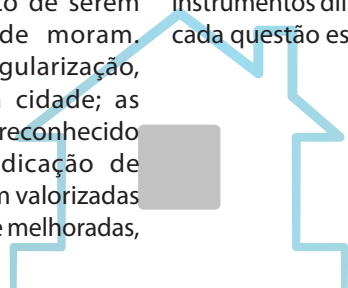 to de serem
de moram.
gularização,
cidade; as
reconhecido
dicação de
m valorizadas
e melhoradas,
instrumentos di
cada questão es